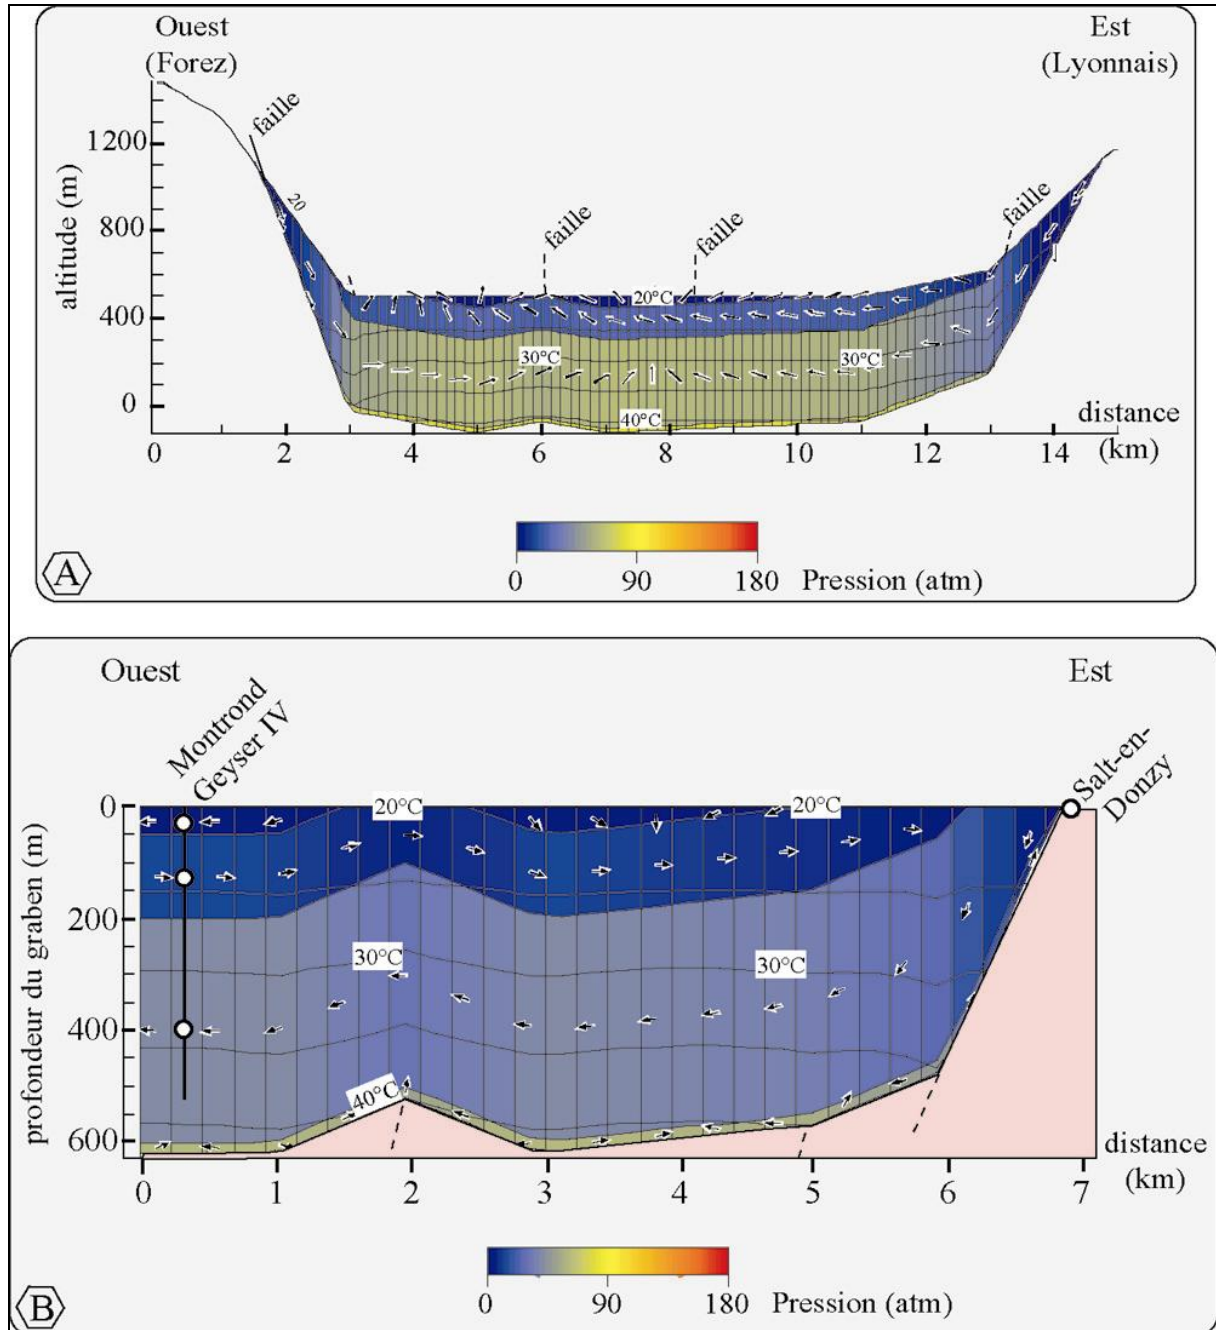 Ouest
(Forez)
Est
(Lyonnais)
faille
faille
faille
faille
altitude (m)
1200
800
400
0
20
20°C
30°C
30°C
40°C
distance
(km)
0 2 4 6 8 10 12 14
0 90 180 Pression (atm)
A
Ouest
Est
Montrond
Geyser IV
Salt-en-
Donzy
profondeur du graben (m)
0
200
400
600
20°C
20°C
30°C
30°C
40°C
distance
(km)
0 1 2 3 4 5 6 7
0 90 180 Pression (atm)
B